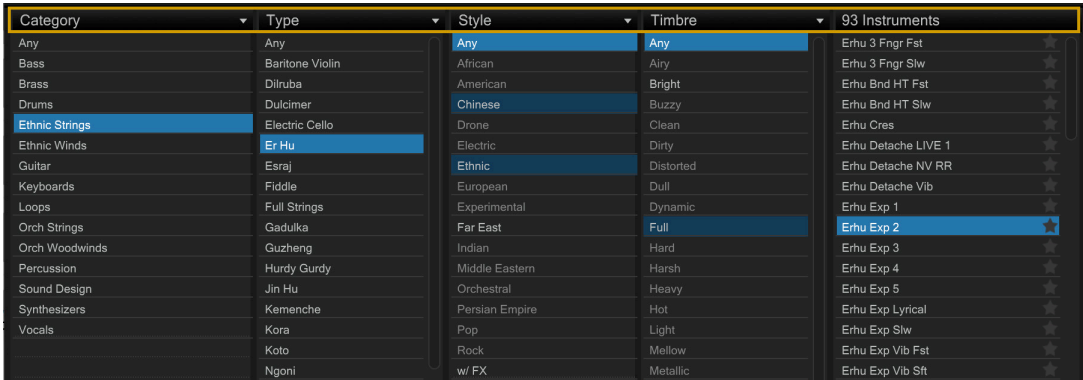 Category Type Style Timbre 93 Instruments
Any Any Any Any Erhu 3 Fngr Fst
Bass Baritone Violin African Airy Erhu 3 Fngr Slw
Brass Dilruba American Bright Erhu Bnd HT Fst
Drums Dulcimer Chinese Buzzy Erhu Bnd HT Slw
Ethnic Strings Electric Cello Drone Clean Erhu Cres
Ethnic Winds Er Hu Electric Dirty Erhu Detache LIVE 1
Guitar Esraj Ethnic Distorted Erhu Detache NV RR
Keyboards Fiddle European Dull Erhu Detache Vib
Loops Full Strings Experimental Dynamic Erhu Exp 1
Orch Strings Gadulka Far East Full Erhu Exp 2
Orch Woodwinds Guzheng Indian Hard Erhu Exp 3
Percussion Hurdy Gurdy Middle Eastern Harsh Erhu Exp 4
Sound Design Jin Hu Orchestral Heavy Erhu Exp 5
Synthesizers Kemenche Persian Empire Hot Erhu Exp Lyrical
Vocals Kora Pop Light Erhu Exp Slw
Koto Rock Mellow Erhu Exp Vib Fst
Ngoni w/ FX Metallic Erhu Exp Vib Sft